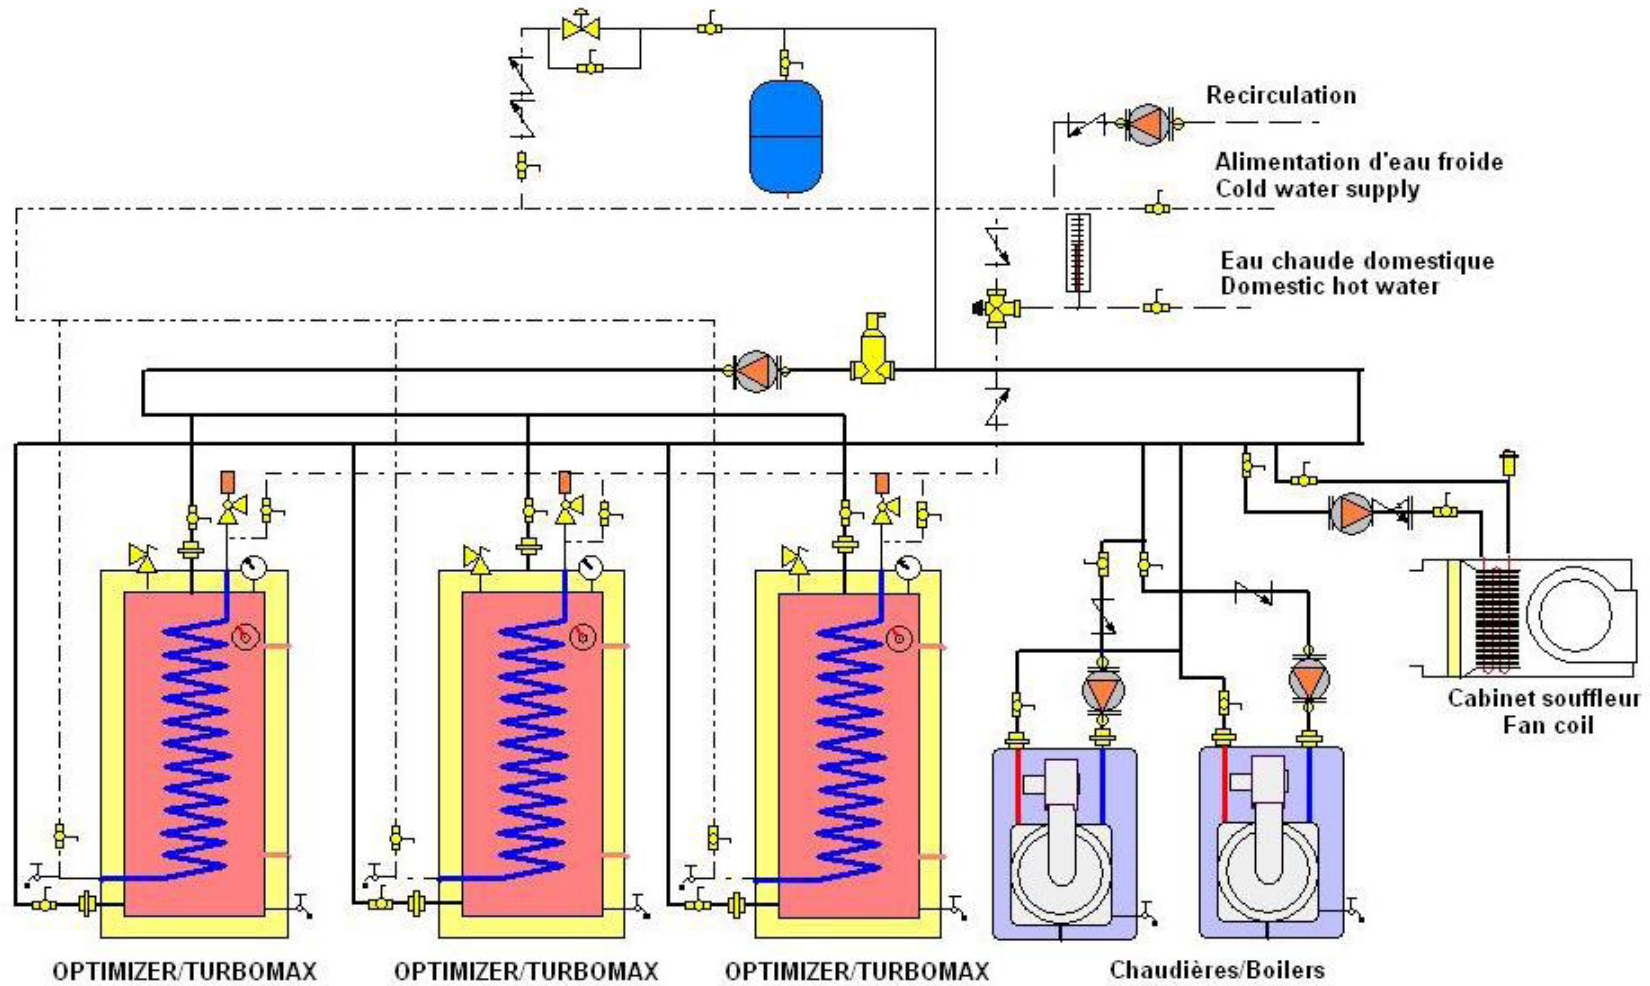 Recirculation
Alimentation d'eau froide
Cold water supply
Eau chaude domestique
Domestic hot water
Cabinet souffleur
Fan coil
OPTIMIZER/TURBOMAX
OPTIMIZER/TURBOMAX
OPTIMIZER/TURBOMAX
Chaudières/Boilers